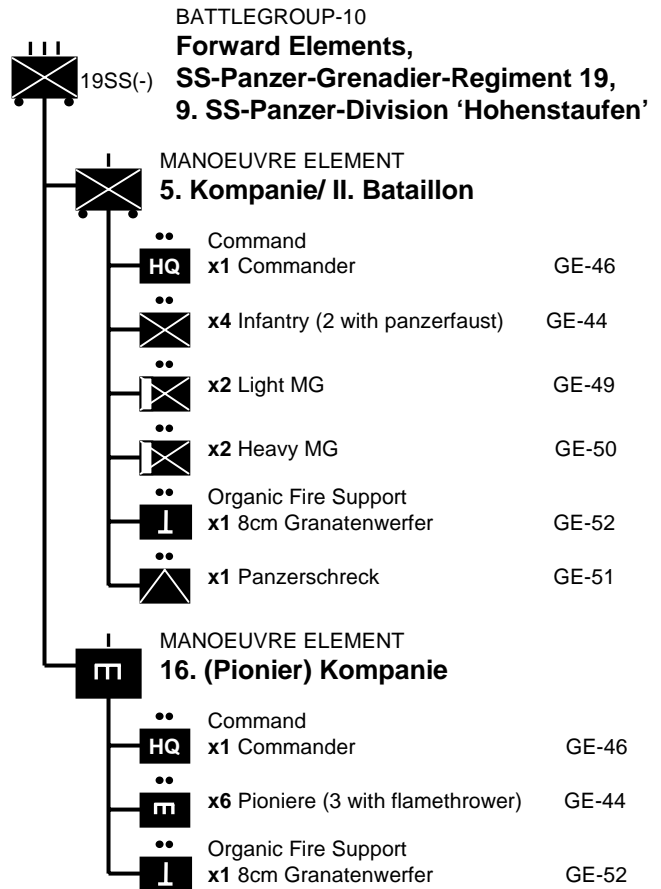 BATTLEGROUP-10
Forward Elements,
19SS(-) SS-Panzer-Grenadier-Regiment 19,
9. SS-Panzer-Division ‘Hohenstaufen’
MANOEUVRE ELEMENT
5. Kompanie/ II. Bataillon
Command
HQ x1 Commander GE-46
x4 Infantry (2 with panzerfaust) GE-44
x2 Light MG GE-49
x2 Heavy MG GE-50
Organic Fire Support
x1 8cm Granatenwerfer GE-52
x1 Panzerschreck GE-51
MANOEUVRE ELEMENT
16. (Pionier) Kompanie
Command
HQ x1 Commander GE-46
x6 Pioniere (3 with flamethrower) GE-44
Organic Fire Support
x1 8cm Granatenwerfer GE-52